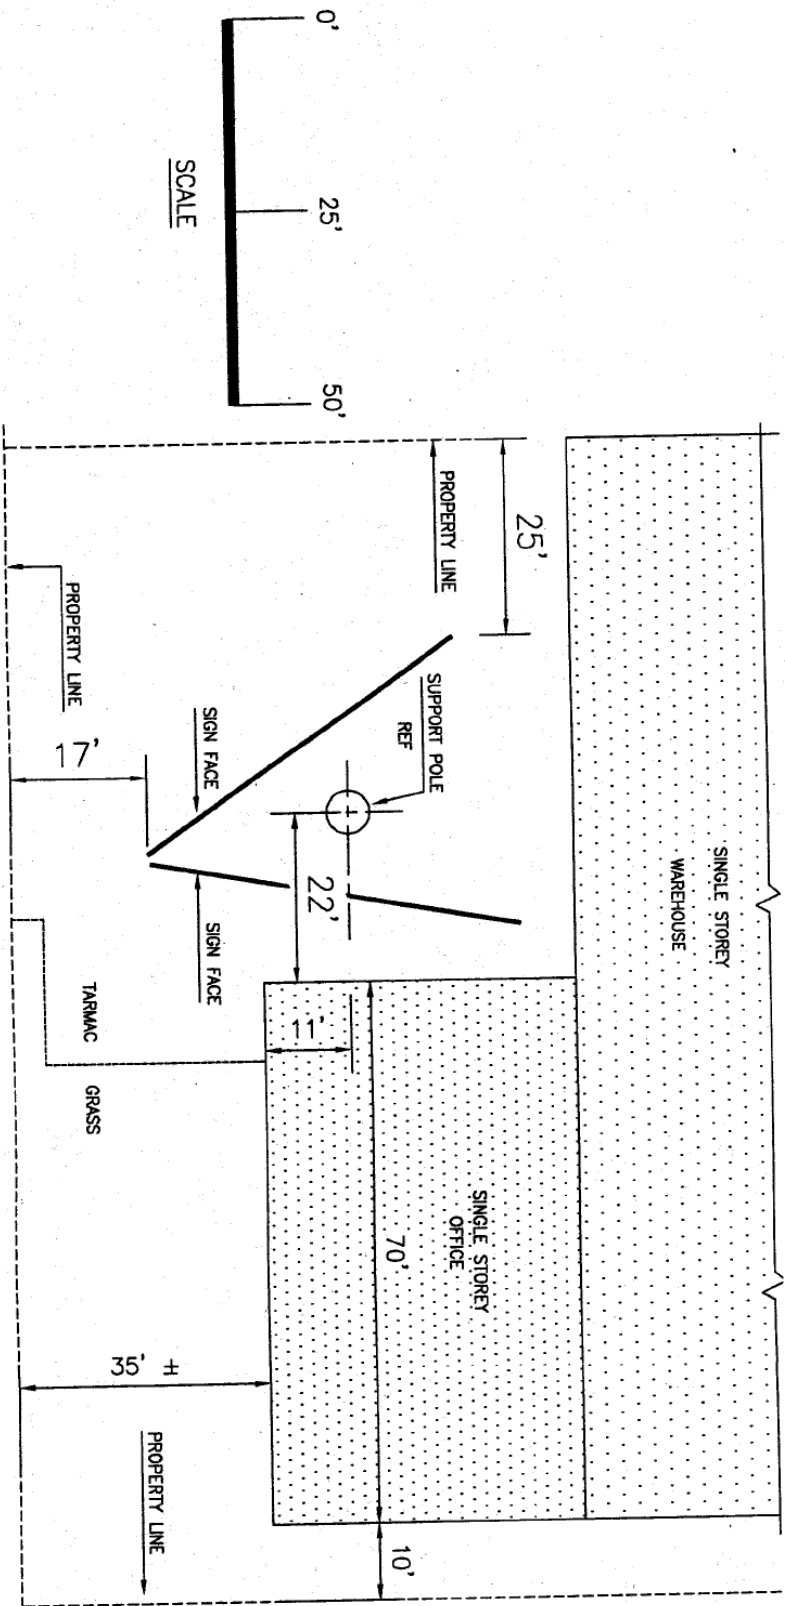 0'
25'
50'
SCALE
PROPERTY LINE
25'
PROPERTY LINE
17'
SIGN FACE
SUPPORT POLE
REF
22'
SIGN FACE
SINGLE STOREY
WAREHOUSE
TARMAC
GRASS
11'
SINGLE STOREY
OFFICE
70'
35' ±
PROPERTY LINE
10'